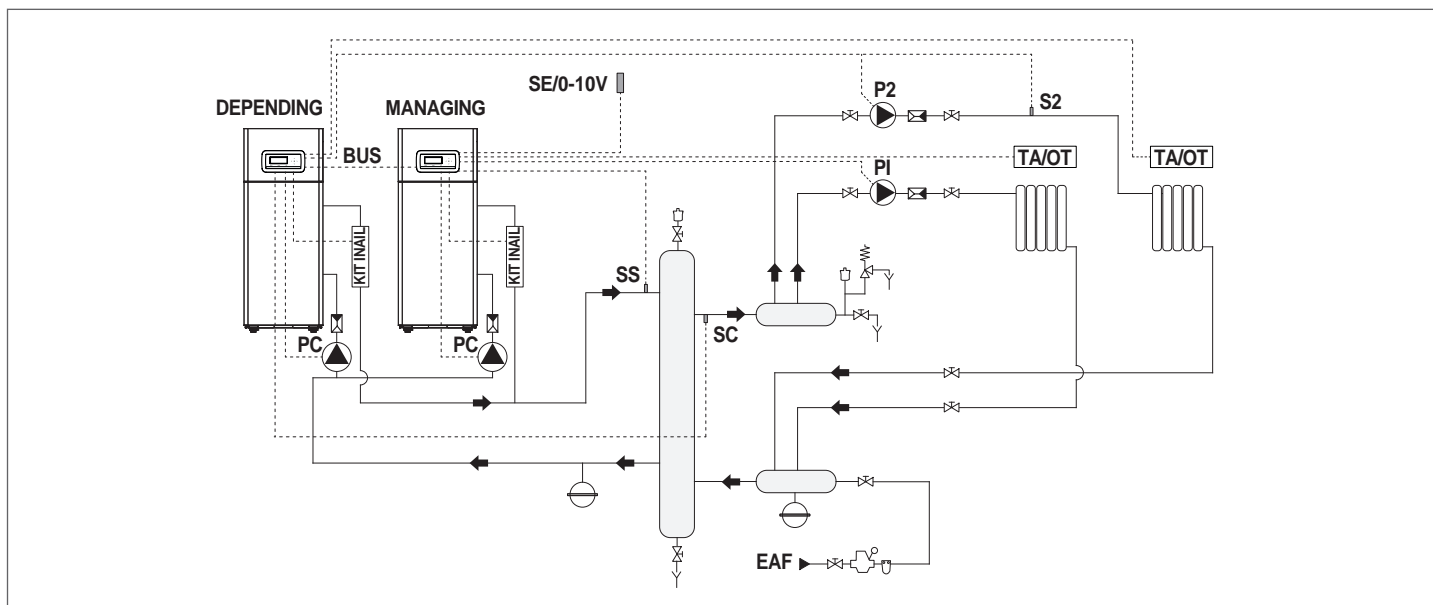 SE/0-10V
P2
S2
DEPENDING
MANAGING
BUS
TA/OT
TA/OT
P1
KIT INAIL
KIT INAIL
SS
SC
PC
PC
EAF